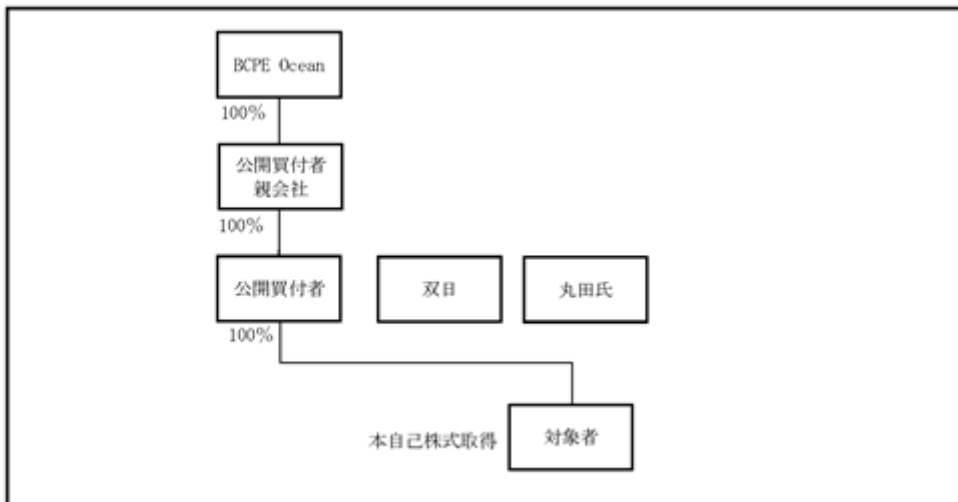 BCPE Ocean
100%
公開買付者
親会社
100%
公開買付者
双日
丸田氏
100%
本自己株式取得
対象者